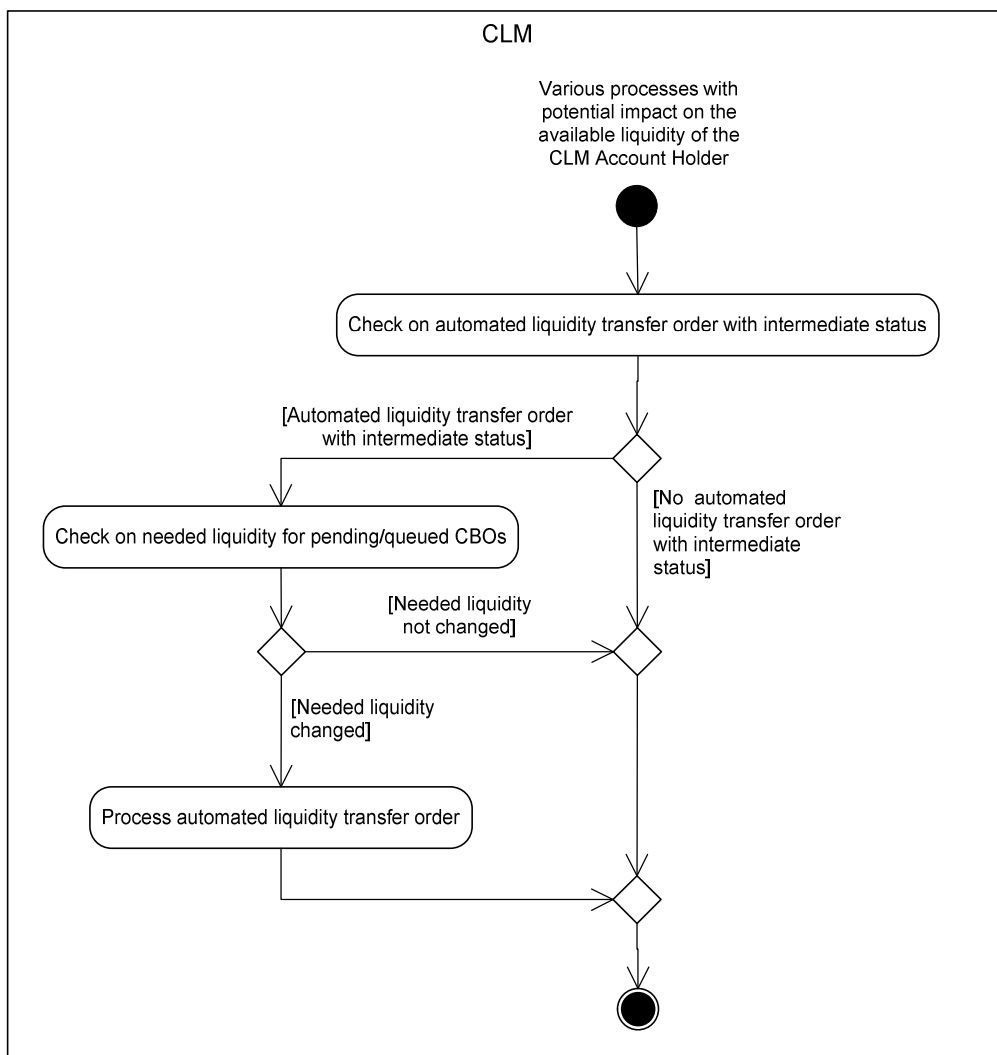 CLM
Various processes with
potential impact on the
available liquidity of the
CLM Account Holder
Check on automated liquidity transfer order with intermediate status
[Automated liquidity transfer order
with intermediate status]
[No automated
liquidity transfer order
with intermediate
status]
Check on needed liquidity for pending/queued CBOs
[Needed liquidity
not changed]
[Needed liquidity
changed]
Process automated liquidity transfer order